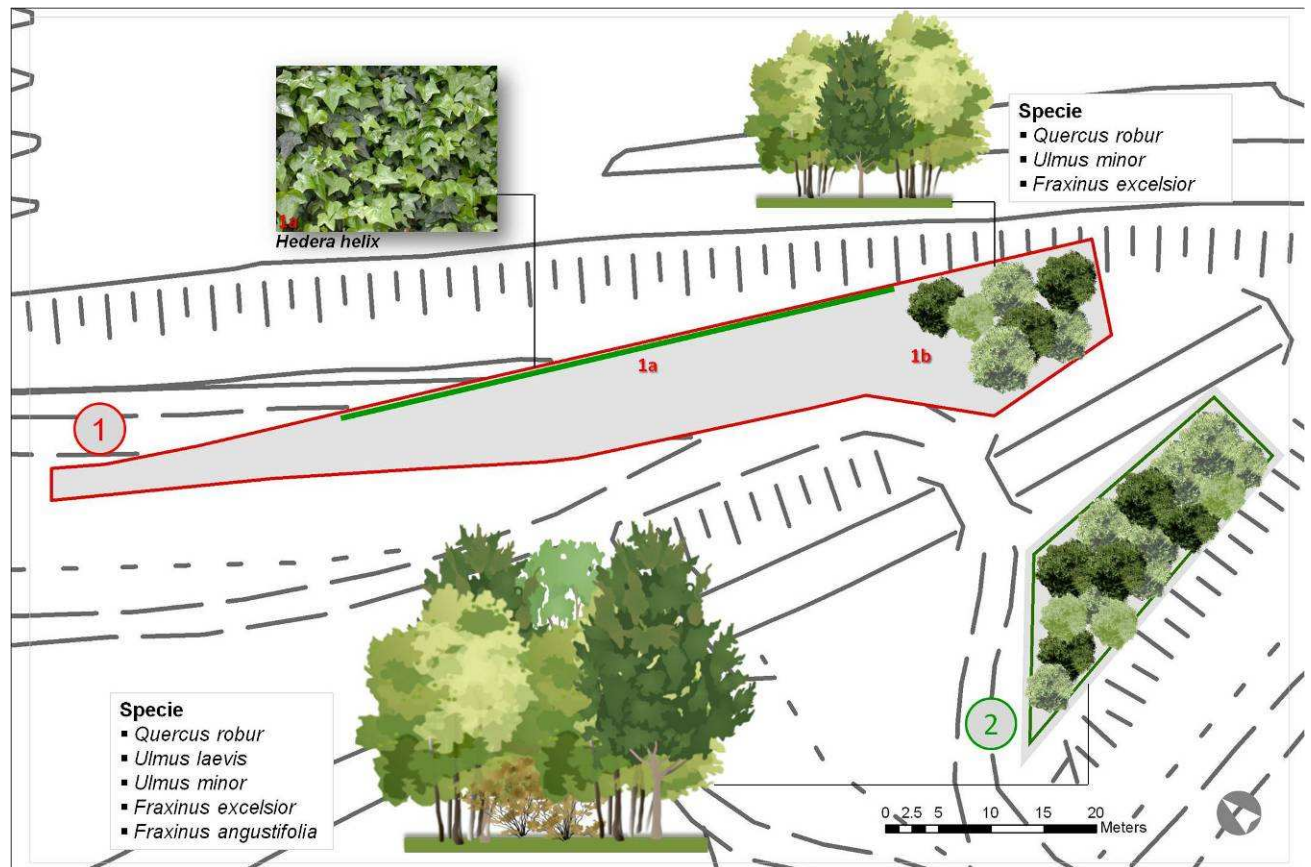 1a
Hedera helix
Specie
▪ Quercus robur
▪ Ulmus minor
▪ Fraxinus excelsior
1a
1b
1
2
Specie
▪ Quercus robur
▪ Ulmus laevis
▪ Ulmus minor
▪ Fraxinus excelsior
▪ Fraxinus angustifolia
0 2.5 5 10 15 20
Meters